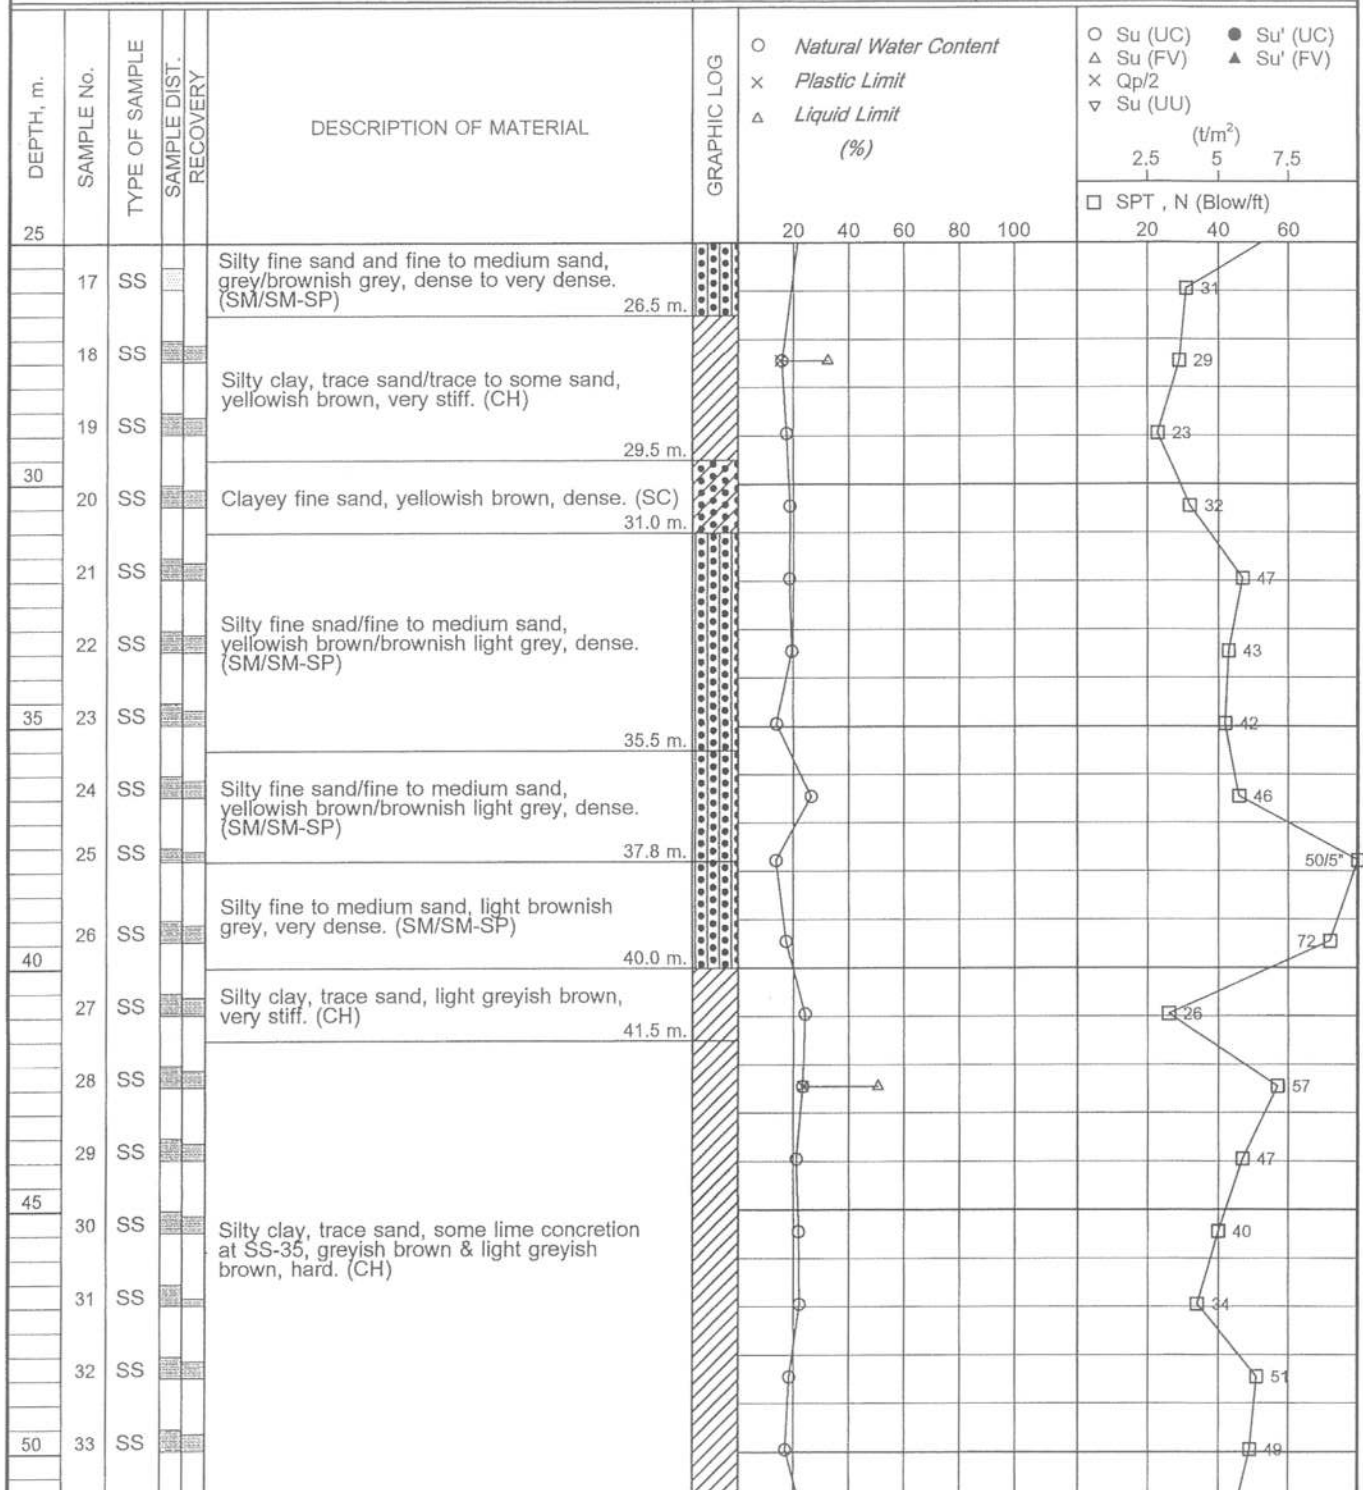 DEPTH, m.
SAMPLE No.
TYPE OF SAMPLE
SAMPLE DIST.
RECOVERY
DESCRIPTION OF MATERIAL
GRAPHIC LOG
○ Natural Water Content
× Plastic Limit
△ Liquid Limit
(%)
20 40 60 80 100
○ Su (UC) ● Su' (UC)
△ Su (FV) ▲ Su' (FV)
× Qp/2
▽ Su (UU)
(t/m²)
2.5 5 7.5
□ SPT , N (Blow/ft)
20 40 60
25
17 SS
Silty fine sand and fine to medium sand,
grey/brownish grey, dense to very dense.
(SM/SM-SP)
26.5 m.
31
18 SS
29
Silty clay, trace sand/trace to some sand,
yellowish brown, very stiff. (CH)
19 SS
23
29.5 m.
30
20 SS
Clayey fine sand, yellowish brown, dense. (SC)
31.0 m.
32
21 SS
47
Silty fine snad/fine to medium sand,
yellowish brown/brownish light grey, dense.
(SM/SM-SP)
22 SS
43
35
23 SS
42
35.5 m.
24 SS
Silty fine sand/fine to medium sand,
yellowish brown/brownish light grey, dense.
(SM/SM-SP)
46
25 SS
37.8 m.
50/5"
Silty fine to medium sand, light brownish
grey, very dense. (SM/SM-SP)
26 SS
72
40
40.0 m.
27 SS
Silty clay, trace sand, light greyish brown,
very stiff. (CH)
41.5 m.
26
28 SS
57
29 SS
47
45
30 SS
40
Silty clay, trace sand, some lime concretion
at SS-35, greyish brown & light greyish
brown, hard. (CH)
31 SS
34
32 SS
51
50
33 SS
49